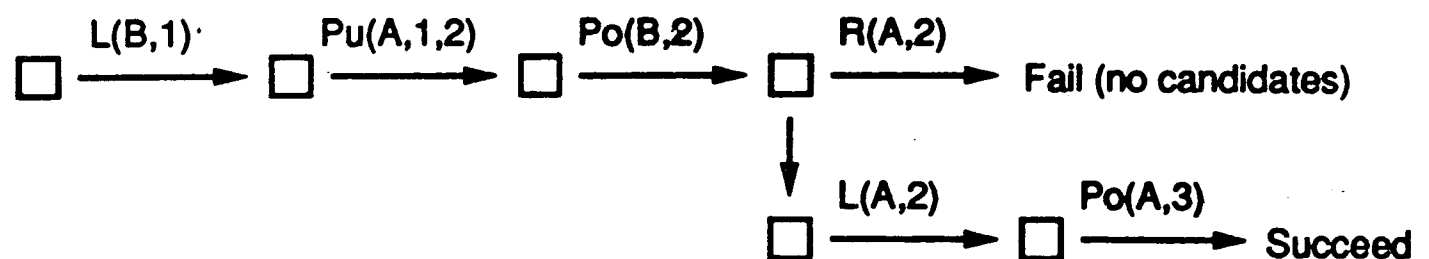 L(B,1) Pu(A,1,2) Po(B,2) R(A,2)
Fail (no candidates)
L(A,2) Po(A,3)
Succeed